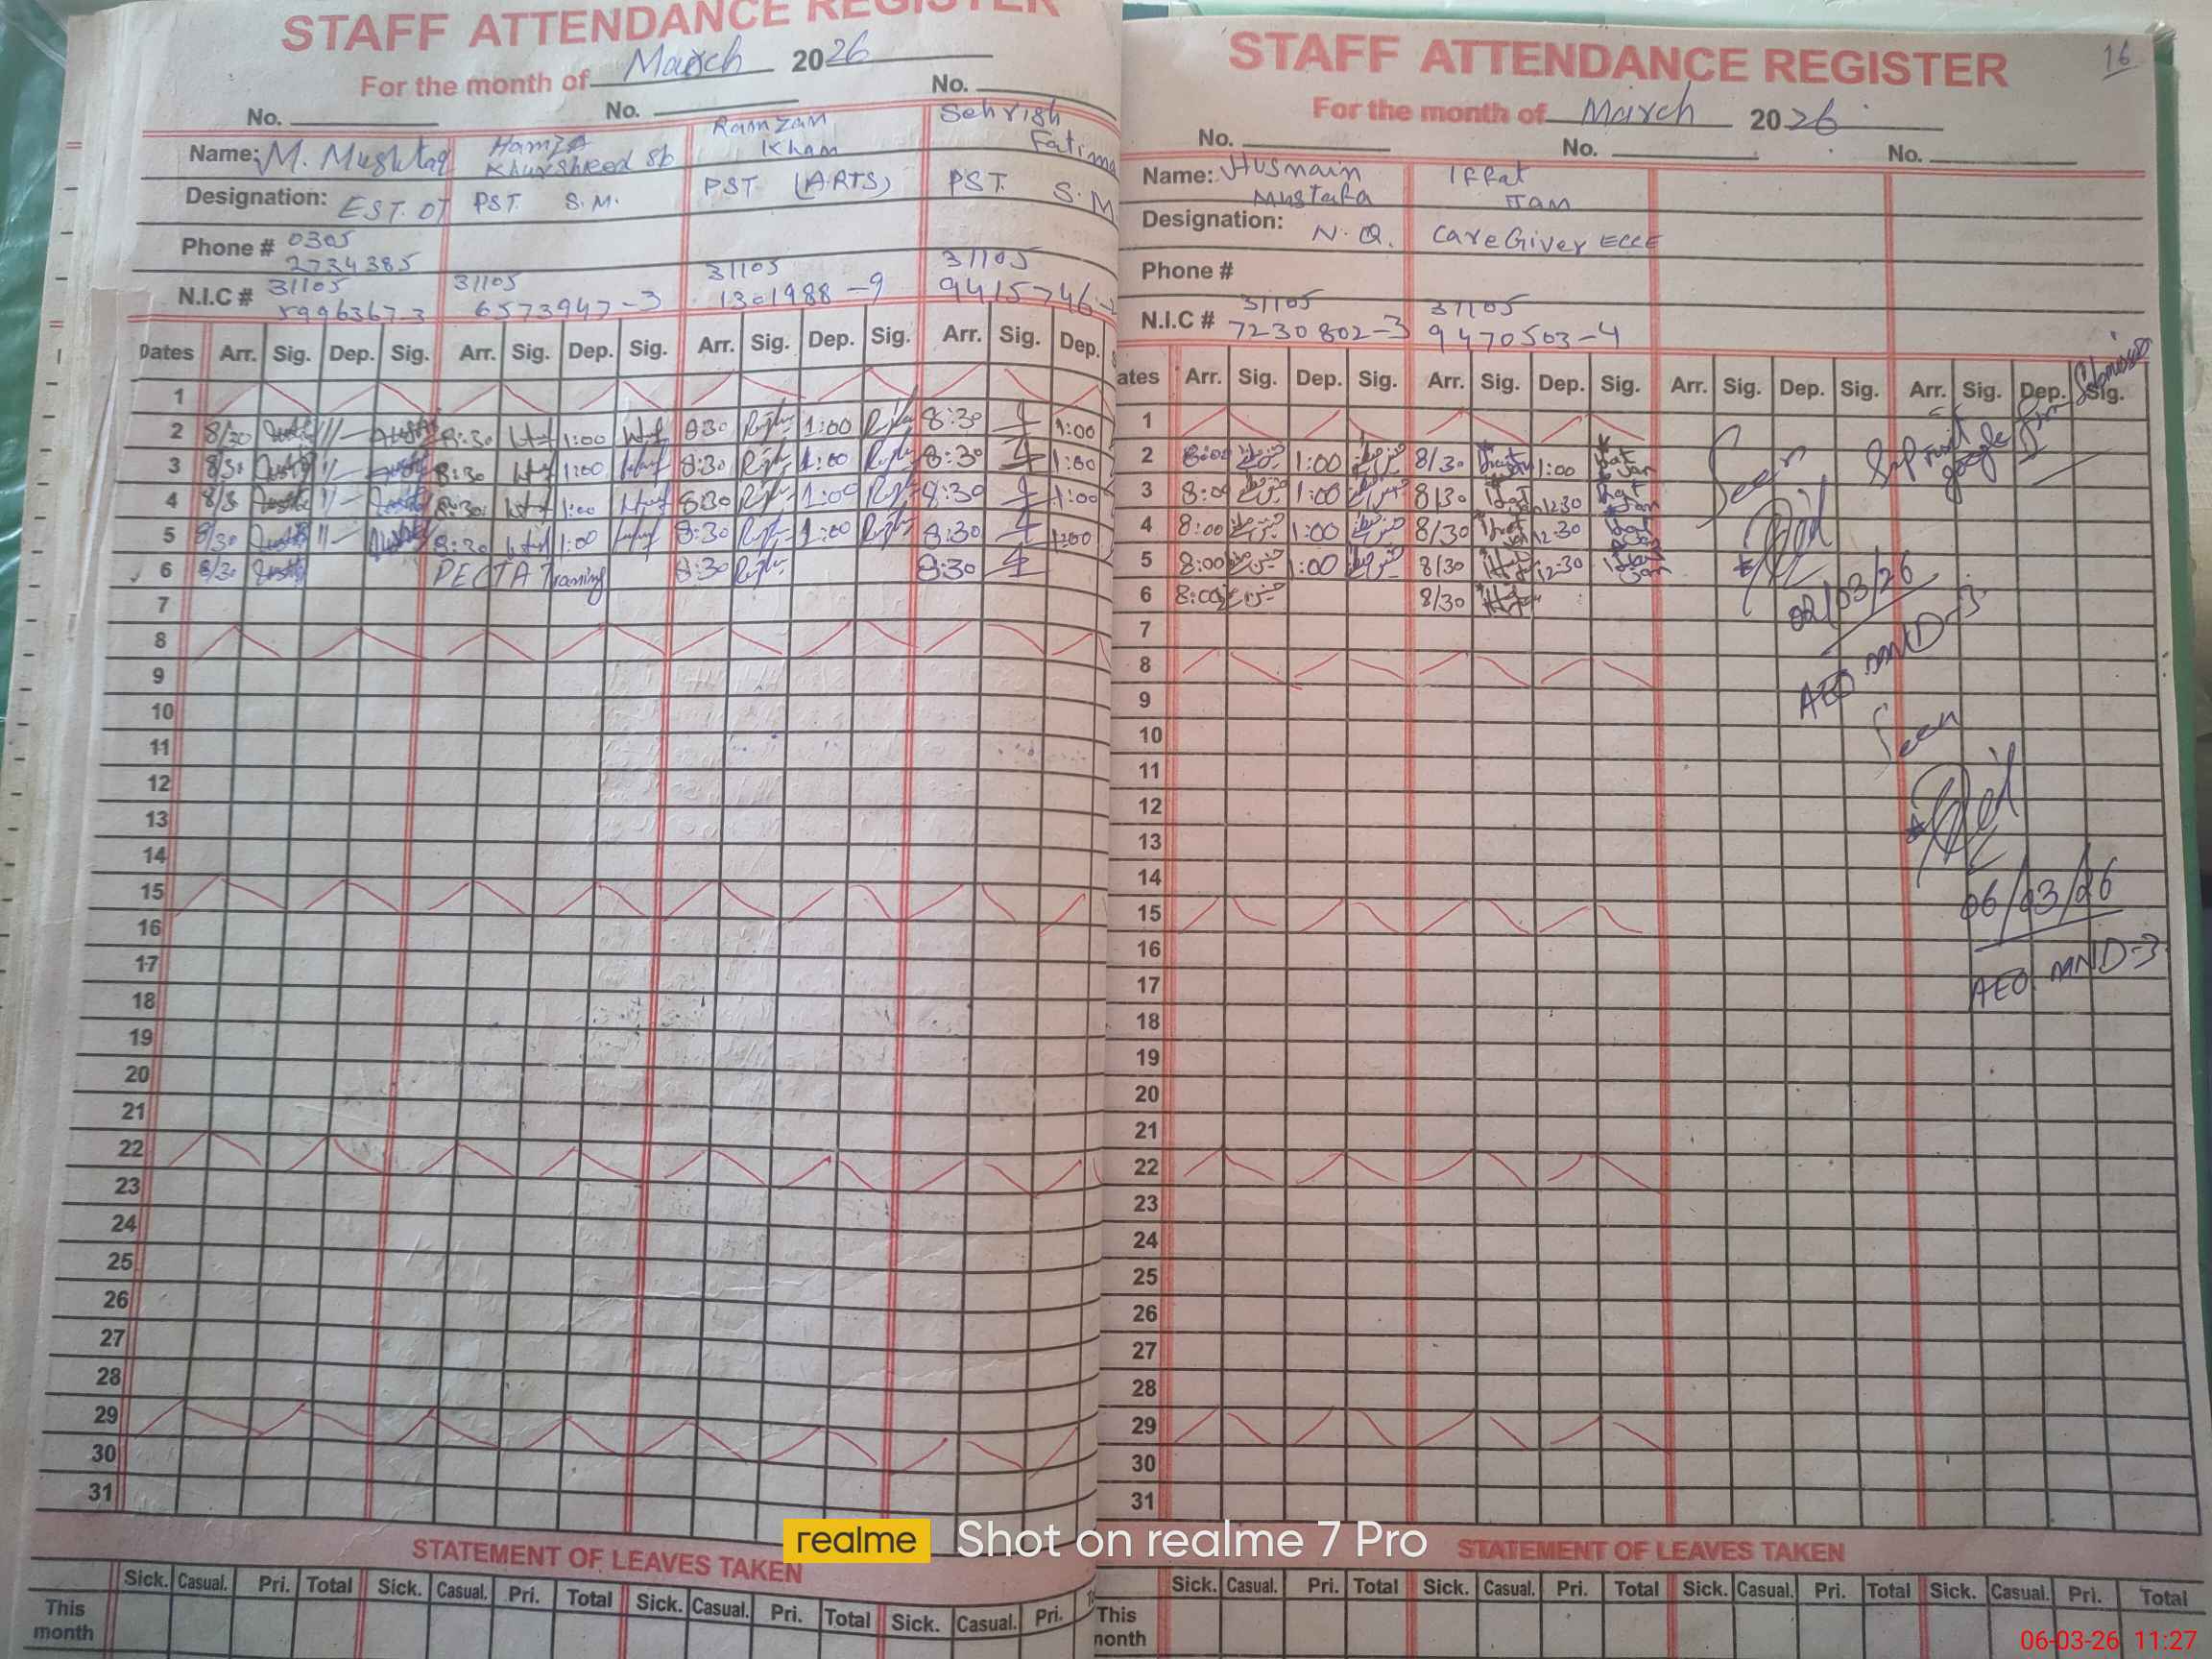 STAFF ATTENDANCE REGISTER
For the month of March 2026
No. No. No.
Name: M. Mushtaq Hamza Khursheed sb Ramzan Khan Sehrish Fatima
Designation: EST. DT PST S.M. PST (ARTS) PST. S.M
Phone # 0305 2734385
N.I.C # 31105 5996367-3 31105 6573947-3 31105 1301988-9 31105 9415746-
Dates Arr. Sig. Dep. Sig. Arr. Sig. Dep. Sig. Arr. Sig. Dep. Sig. Arr. Sig. Dep.
1
2 8/30 8:30 1:00 8:30 1:00 8:30 1:00
3 8/30 8:30 1:00 8:30 1:00 8:30 1:00
4 8/3 8:30 1:00 8:30 1:00 8:30 1:00
5 8/30 8:30 1:00 8:30 1:00 8:30 1:00
6 8/30 PECTA Training 8:30 8:30
7
8
9
10
11
12
13
14
15
16
17
18
19
20
21
22
23
24
25
26
27
28
29
30
31
STATEMENT OF LEAVES TAKEN
Sick. Casual. Pri. Total Sick. Casual. Pri. Total Sick. Casual. Pri. Total Sick. Casual. Pri.
This month
16
STAFF ATTENDANCE REGISTER
For the month of March 2026
No. No. No.
Name: Husnain Mustafa Iffat Jan
Designation: N.Q. Care Giver ECCE
Phone #
N.I.C # 31105 7230802-3 31105 9470503-4
ates Arr. Sig. Dep. Sig. Arr. Sig. Dep. Sig. Arr. Sig. Dep. Sig. Arr. Sig. Dep. Sig.
1
2 8:00 1:00 8/30 1:00
3 8:00 1:00 8/30 12:30
4 8:00 1:00 8/30 12:30
5 8:00 1:00 8/30 12:30
6 8:00 8/30
7
8
9
10
11
12
13
14
15
16
17
18
19
20
21
22
23
24
25
26
27
28
29
30
31
Seen
google
02/03/26
AEO MND-3
Seen
06/03/26
AEO MND-3
STATEMENT OF LEAVES TAKEN
Sick. Casual. Pri. Total Sick. Casual. Pri. Total Sick. Casual. Pri. Total Sick. Casual. Pri. Total
This month
realme Shot on realme 7 Pro
06-03-26 11:27